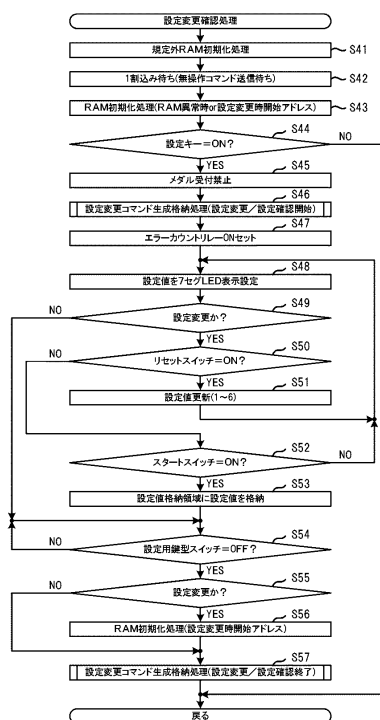 設定変更確認処理
規定外RAM初期化処理 S41
1割込み待ち(無操作コマンド送信待ち) S42
RAM初期化処理(RAM異常時or設定変更時開始アドレス) S43
設定キー=ON? S44 NO
YES
メダル受付禁止 S45
設定変更コマンド生成格納処理(設定変更/設定確認開始) S46
エラーカウントリレーONセット S47
設定値を7セグLED表示設定 S48
設定変更か? S49 NO
YES
リセットスイッチ=ON? S50 NO
YES
設定値更新(1~6) S51
スタートスイッチ=ON? S52 NO
YES
設定値格納領域に設定値を格納 S53
設定用鍵型スイッチ=OFF? S54 NO
YES
設定変更か? S55 NO
YES
RAM初期化処理(設定変更時開始アドレス) S56
設定変更コマンド生成格納処理(設定変更/設定確認終了) S57
戻る